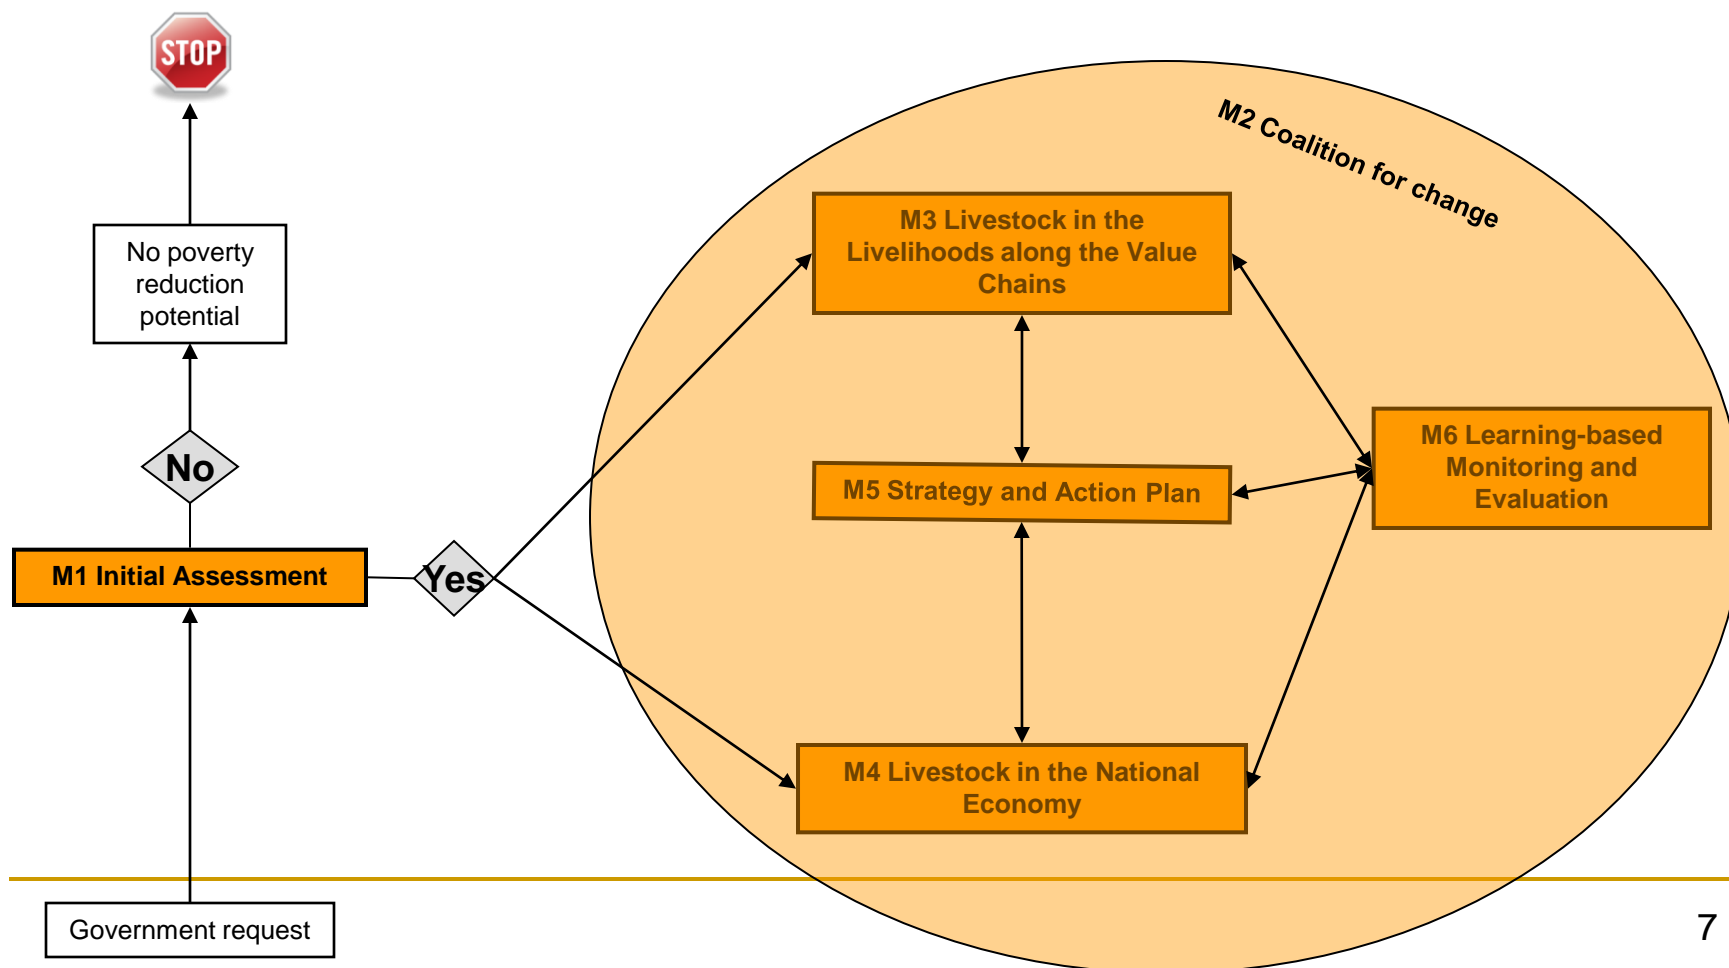 STOP
No poverty
reduction
potential
No
M1 Initial Assessment
Yes
Government request
M2 Coalition for change
M3 Livestock in the
Livelihoods along the Value
Chains
M5 Strategy and Action Plan
M6 Learning-based
Monitoring and
Evaluation
M4 Livestock in the National
Economy
7